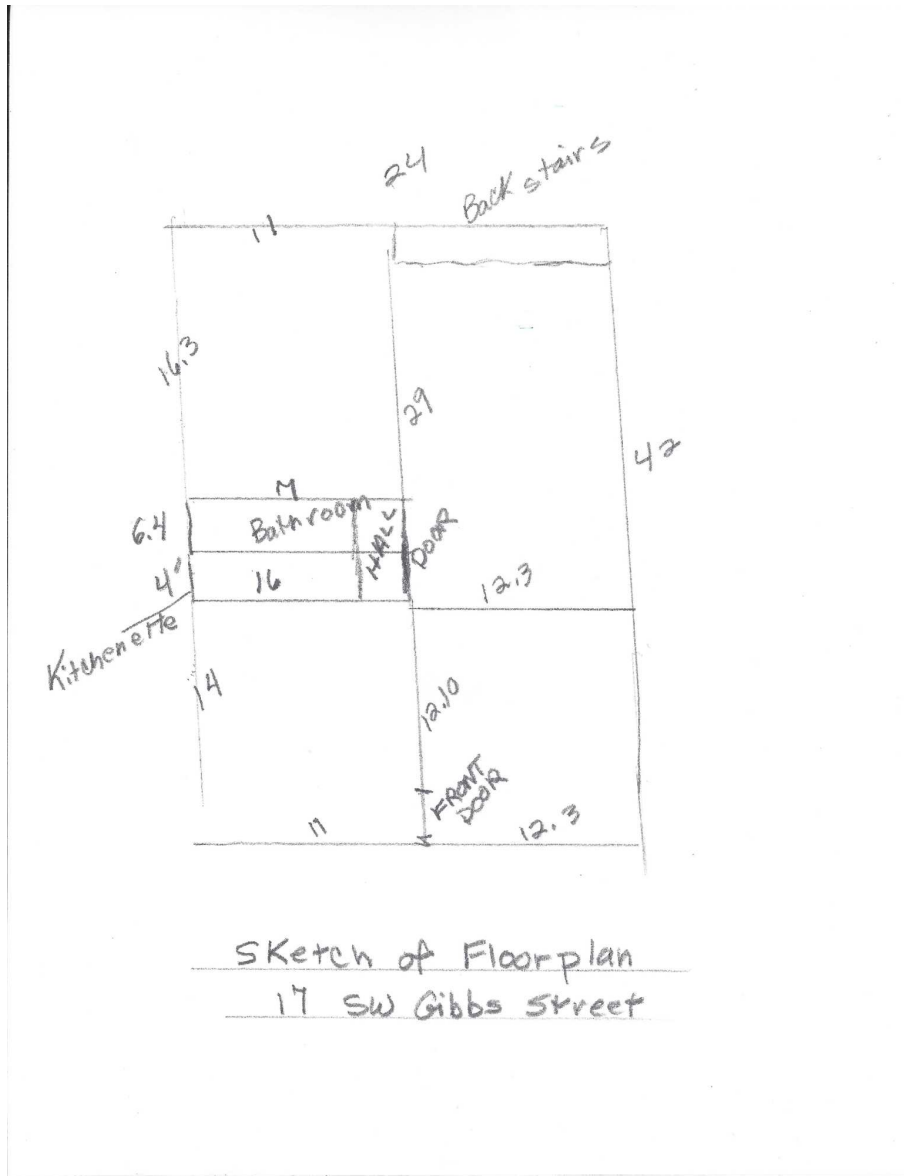 24
Back stairs
11
16.3
29
42
7
6.4
Bathroom
HALL
DOOR
4'
16
12.3
Kitchenette
14
12.10
FRONT
DOOR
11
12.3
Sketch of Floorplan
17 SW Gibbs Street